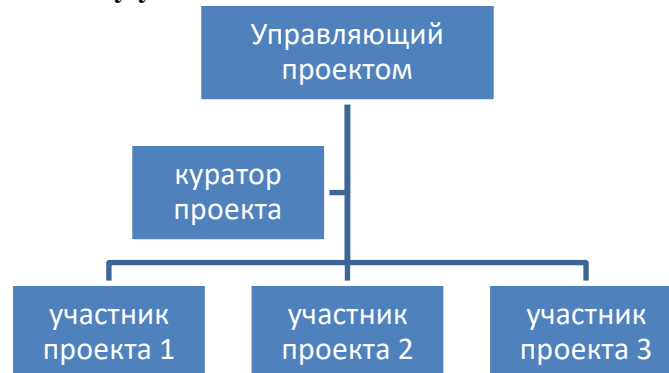 Управляющий
проектом
куратор
проекта
участник
проекта 1
участник
проекта 2
участник
проекта 3